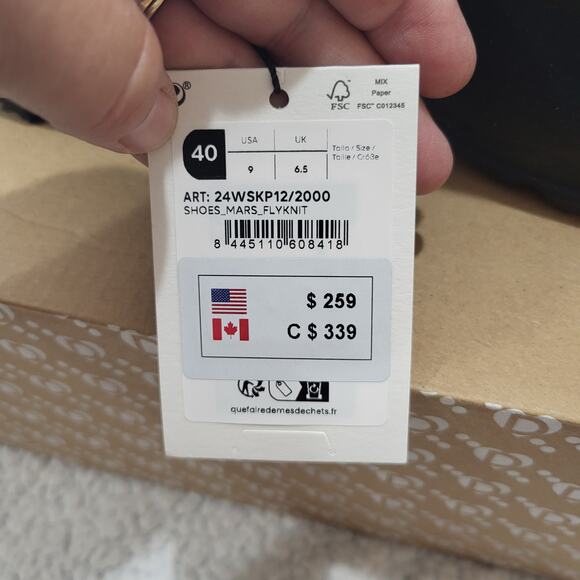 ®
MIX
Paper
FSC
FSC™ C012345
40
USA
UK
9
6.5
Talla / Size /
Taille / Größe
ART: 24WSKP12/2000
SHOES_MARS_FLYKNIT
8 445110 608418
$ 259
C $ 339
quefairedemesdechets.fr